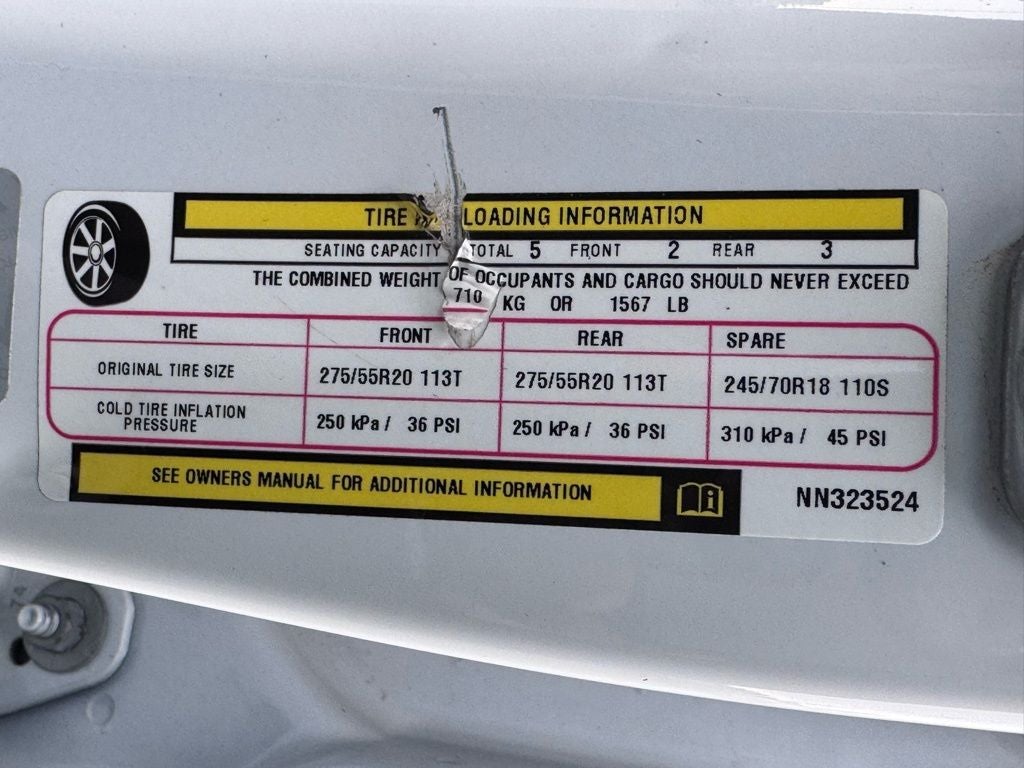 TIRE LOADING INFORMATION
SEATING CAPACITY TOTAL 5 FRONT 2 REAR 3
THE COMBINED WEIGHT OF OCCUPANTS AND CARGO SHOULD NEVER EXCEED
710 KG OR 1567 LB
TIRE FRONT REAR SPARE
ORIGINAL TIRE SIZE 275/55R20 113T 275/55R20 113T 245/70R18 110S
COLD TIRE INFLATION
PRESSURE 250 kPa / 36 PSI 250 kPa / 36 PSI 310 kPa / 45 PSI
SEE OWNERS MANUAL FOR ADDITIONAL INFORMATION
NN323524
74